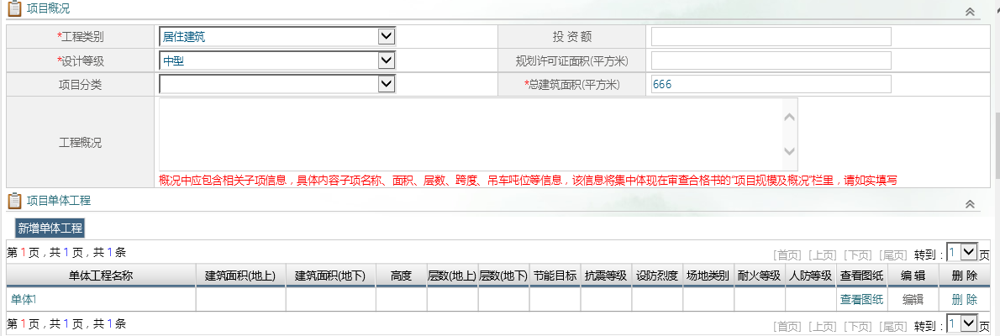 项目概况
*工程类别 居住建筑 投 资 额
*设计等级 中型 规划许可证面积(平方米)
项目分类 *总建筑面积(平方米) 666
工程概况
概况中应包含相关子项信息，具体内容子项名称、面积、层数、跨度、吊车吨位等信息，该信息将集中体现在审查合格书的"项目规模及概况"栏里，请如实填写
项目单体工程
新增单体工程
第 1 页，共 1 页，共 1 条 [首页] [上页] [下页] [尾页] 转到：1 页
单体工程名称 建筑面积(地上) 建筑面积(地下) 高度 层数(地上) 层数(地下) 节能目标 抗震等级 设防烈度 场地类别 耐火等级 人防等级 查看图纸 编 辑 删 除
单体1 查看图纸 编辑 删 除
第 1 页，共 1 页，共 1 条 [首页] [上页] [下页] [尾页] 转到：1 页